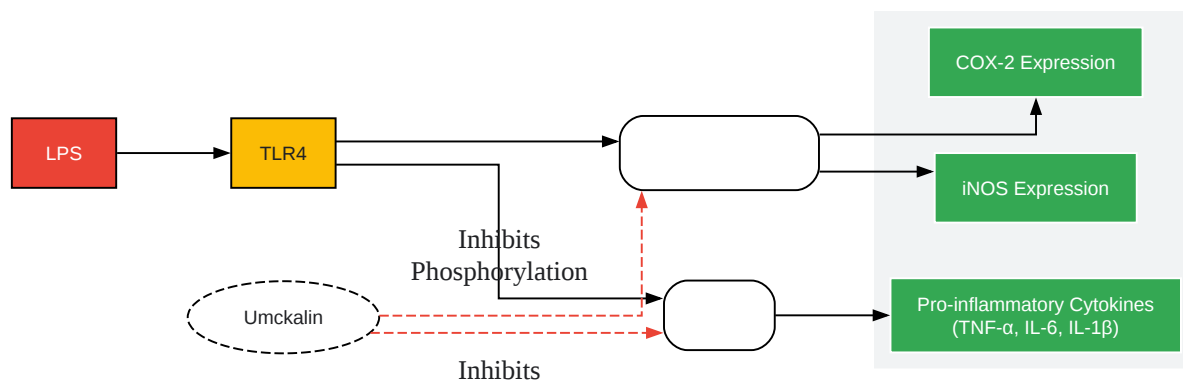 COX-2 Expression
LPS
TLR4
iNOS Expression
Inhibits
Phosphorylation
Umckalin
Pro-inflammatory Cytokines
(TNF-α, IL-6, IL-1β)
Inhibits